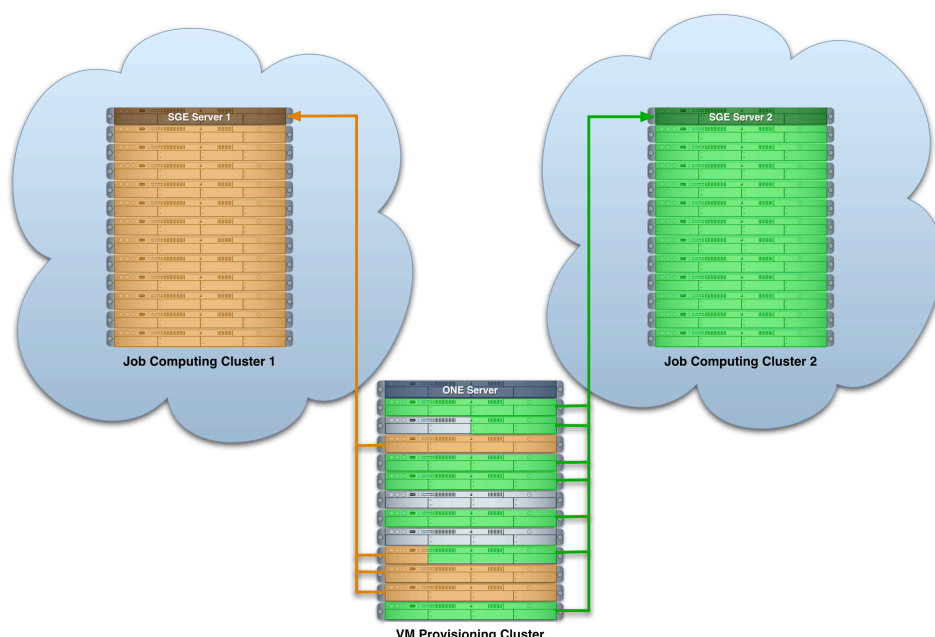 SGE Server 1
SGE Server 2
Job Computing Cluster 1
Job Computing Cluster 2
ONE Server
VM Provisioning Cluster